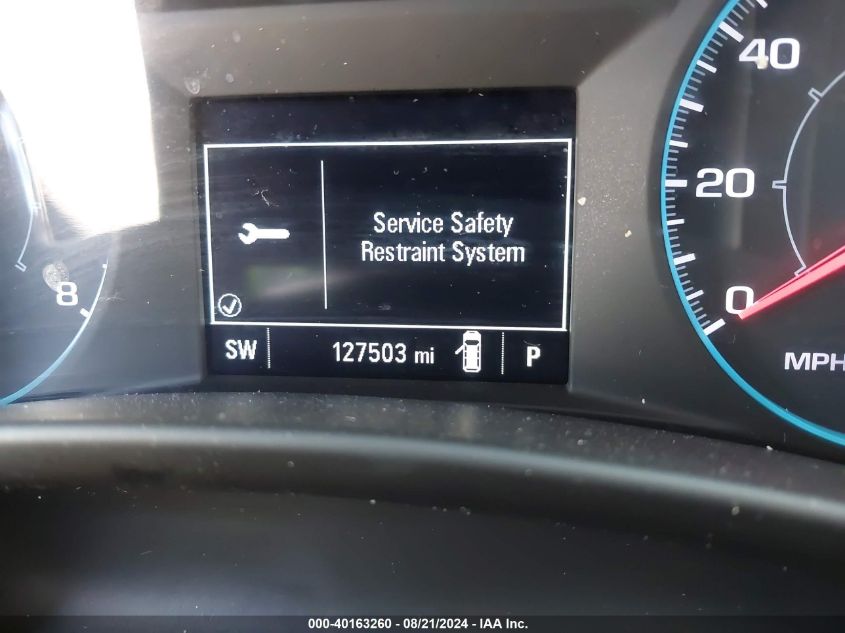 40
20
0
MPH
8
Service Safety
Restraint System
SW 127503 mi P
000-40163260 - 08/21/2024 - IAA Inc.